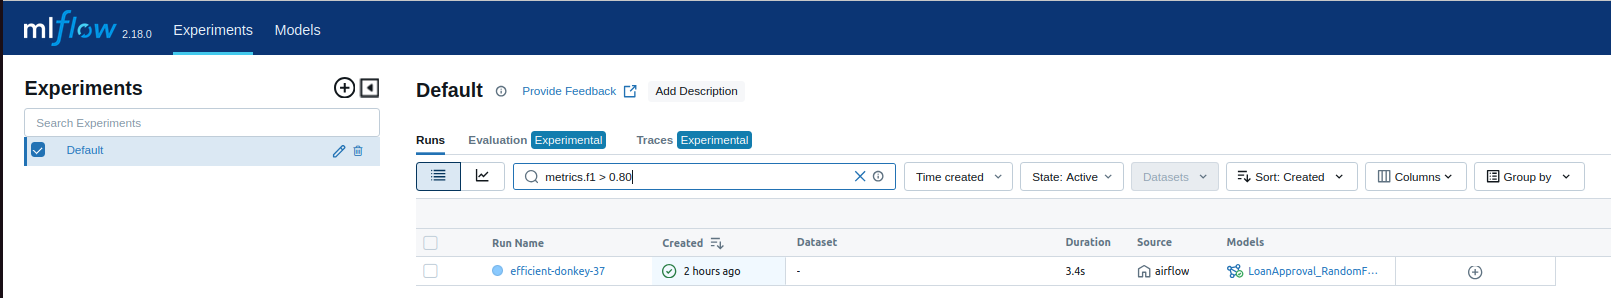 mlflow 2.18.0 Experiments Models
Experiments
Search Experiments
Default
Default Provide Feedback Add Description
Runs Evaluation Experimental Traces Experimental
metrics.f1 > 0.80 Time created State: Active Datasets Sort: Created Columns Group by
Run Name Created Dataset Duration Source Models
efficient-donkey-37 2 hours ago - 3.4s airflow LoanApproval_RandomF...